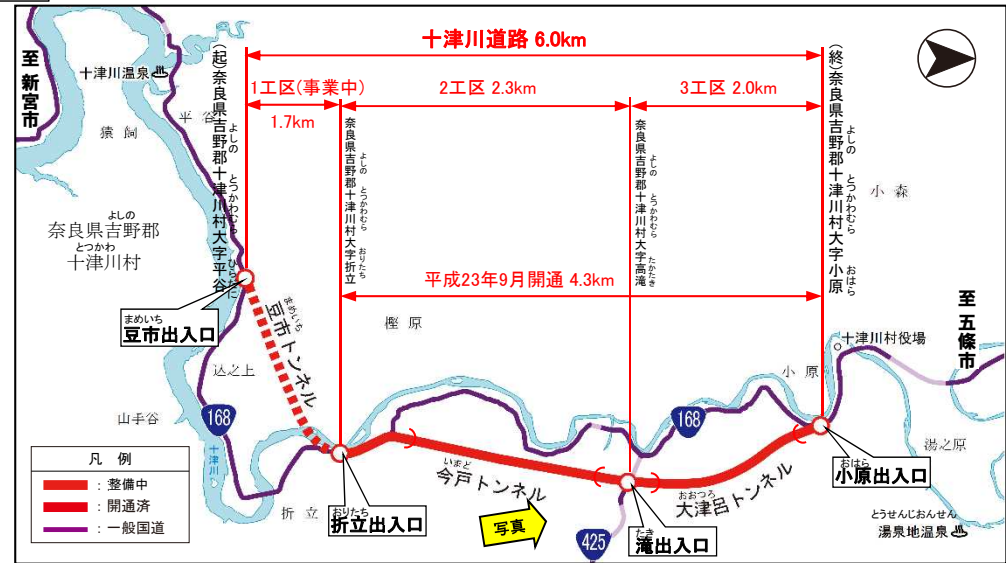 十津川道路 6.0km
1工区(事業中)
1.7km
2工区 2.3km
3工区 2.0km
平成23年9月開通 4.3km
至 新宮市
十津川温泉
猿飼
平谷
(起)奈良県吉野郡十津川村大字平谷
よしの
とつかわむら
ひらたに
奈良県吉野郡十津川村大字折立
よしの
とつかわむら
おりたち
奈良県吉野郡十津川村大字高滝
よしの
とつかわむら
たかたき
(終)奈良県吉野郡十津川村大字小原
よしの
とつかわむら
おはら
小森
よしの
奈良県吉野郡
とつかわ
十津川村
まめいち
豆市出入口
まめいち
豆市トンネル
樫原
至 五條市
十津川村役場
小原
込之上
山手谷
168
十津川
168
湯之原
おはら
小原出入口
いまど
今戸トンネル
おおつろ
大津呂トンネル
折立
おりたち
折立出入口
写真
425
たき
滝出入口
とうせんじおんせん
湯泉地温泉
凡例
：整備中
：開通済
：一般国道